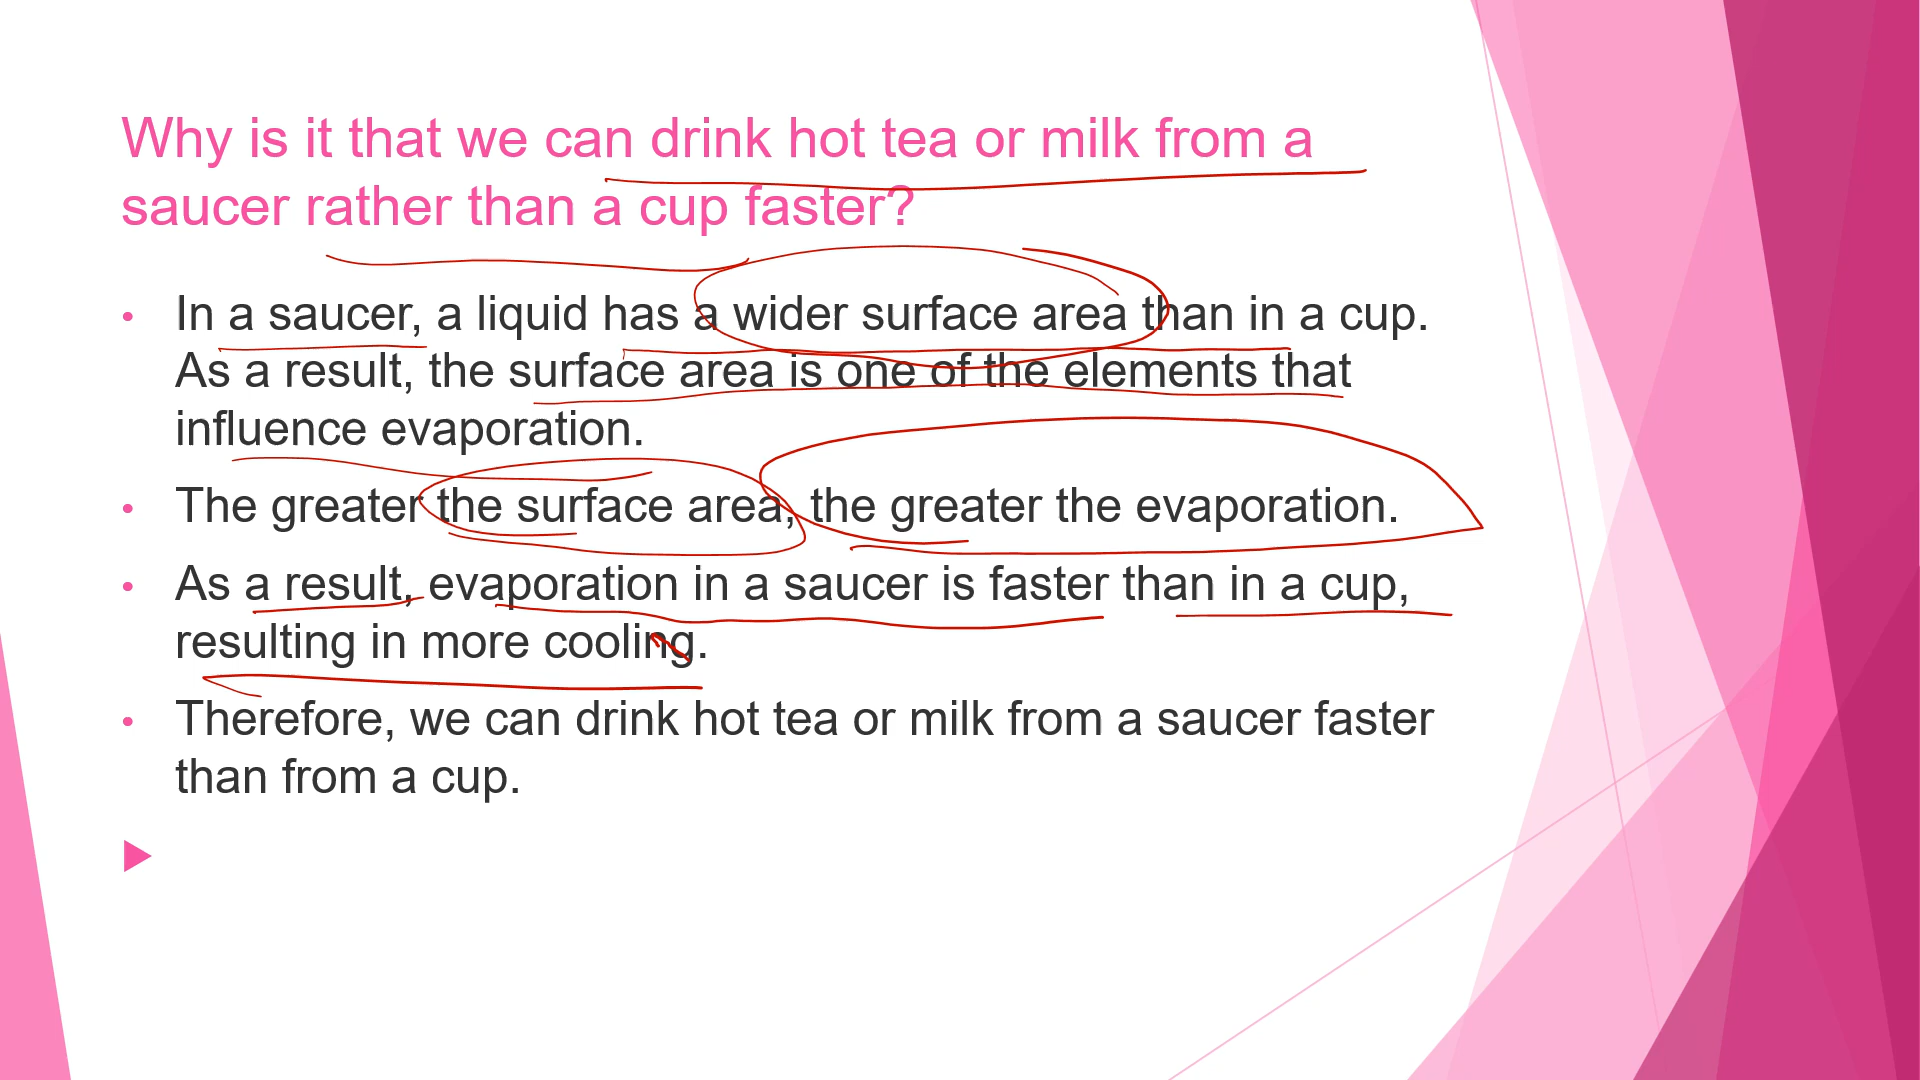 Why is it that we can drink hot tea or milk from a
saucer rather than a cup faster?
• In a saucer, a liquid has a wider surface area than in a cup.
As a result, the surface area is one of the elements that
influence evaporation.
• The greater the surface area, the greater the evaporation.
• As a result, evaporation in a saucer is faster than in a cup,
resulting in more cooling.
• Therefore, we can drink hot tea or milk from a saucer faster
than from a cup.